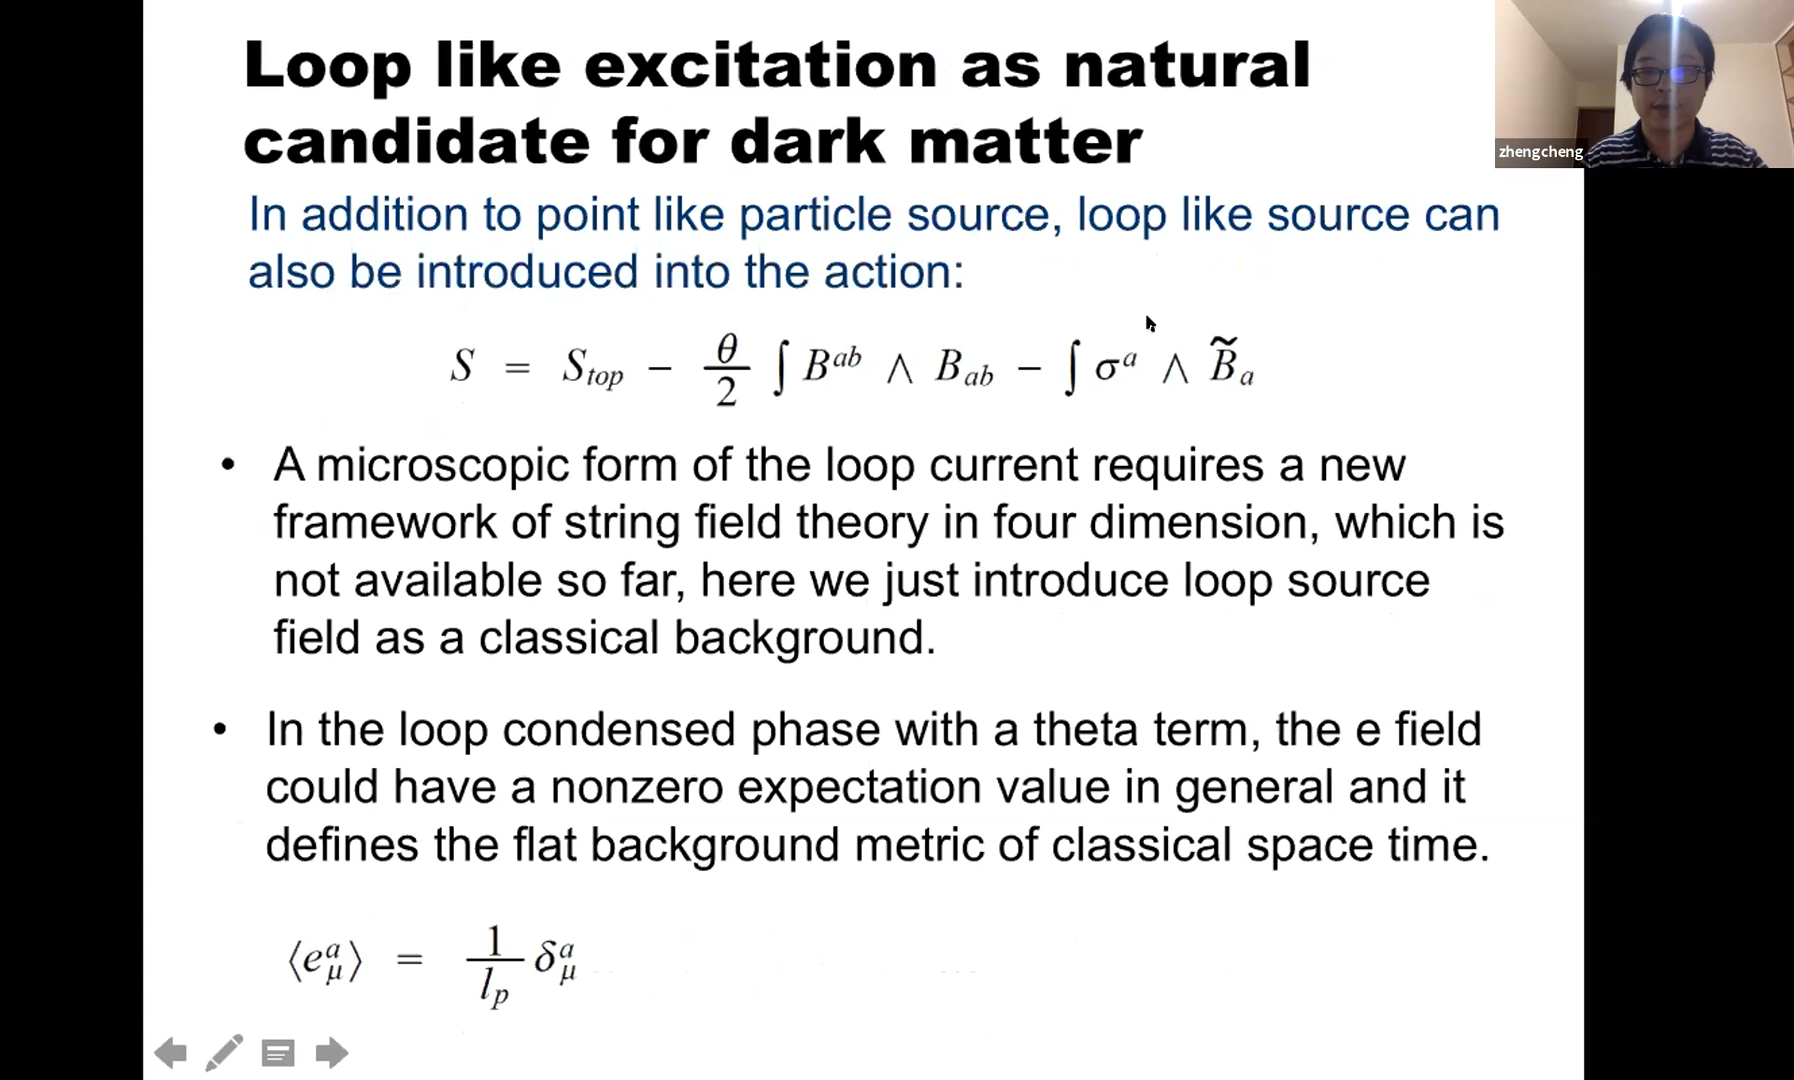 Loop like excitation as natural
candidate for dark matter
zhengcheng
In addition to point like particle source, loop like source can
also be introduced into the action:
S = S_top − θ/2 ∫ B^{ab} ∧ B_{ab} − ∫ σ^a ∧ B̃_a
• A microscopic form of the loop current requires a new
framework of string field theory in four dimension, which is
not available so far, here we just introduce loop source
field as a classical background.
• In the loop condensed phase with a theta term, the e field
could have a nonzero expectation value in general and it
defines the flat background metric of classical space time.
⟨e^a_μ⟩ = 1/l_p δ^a_μ